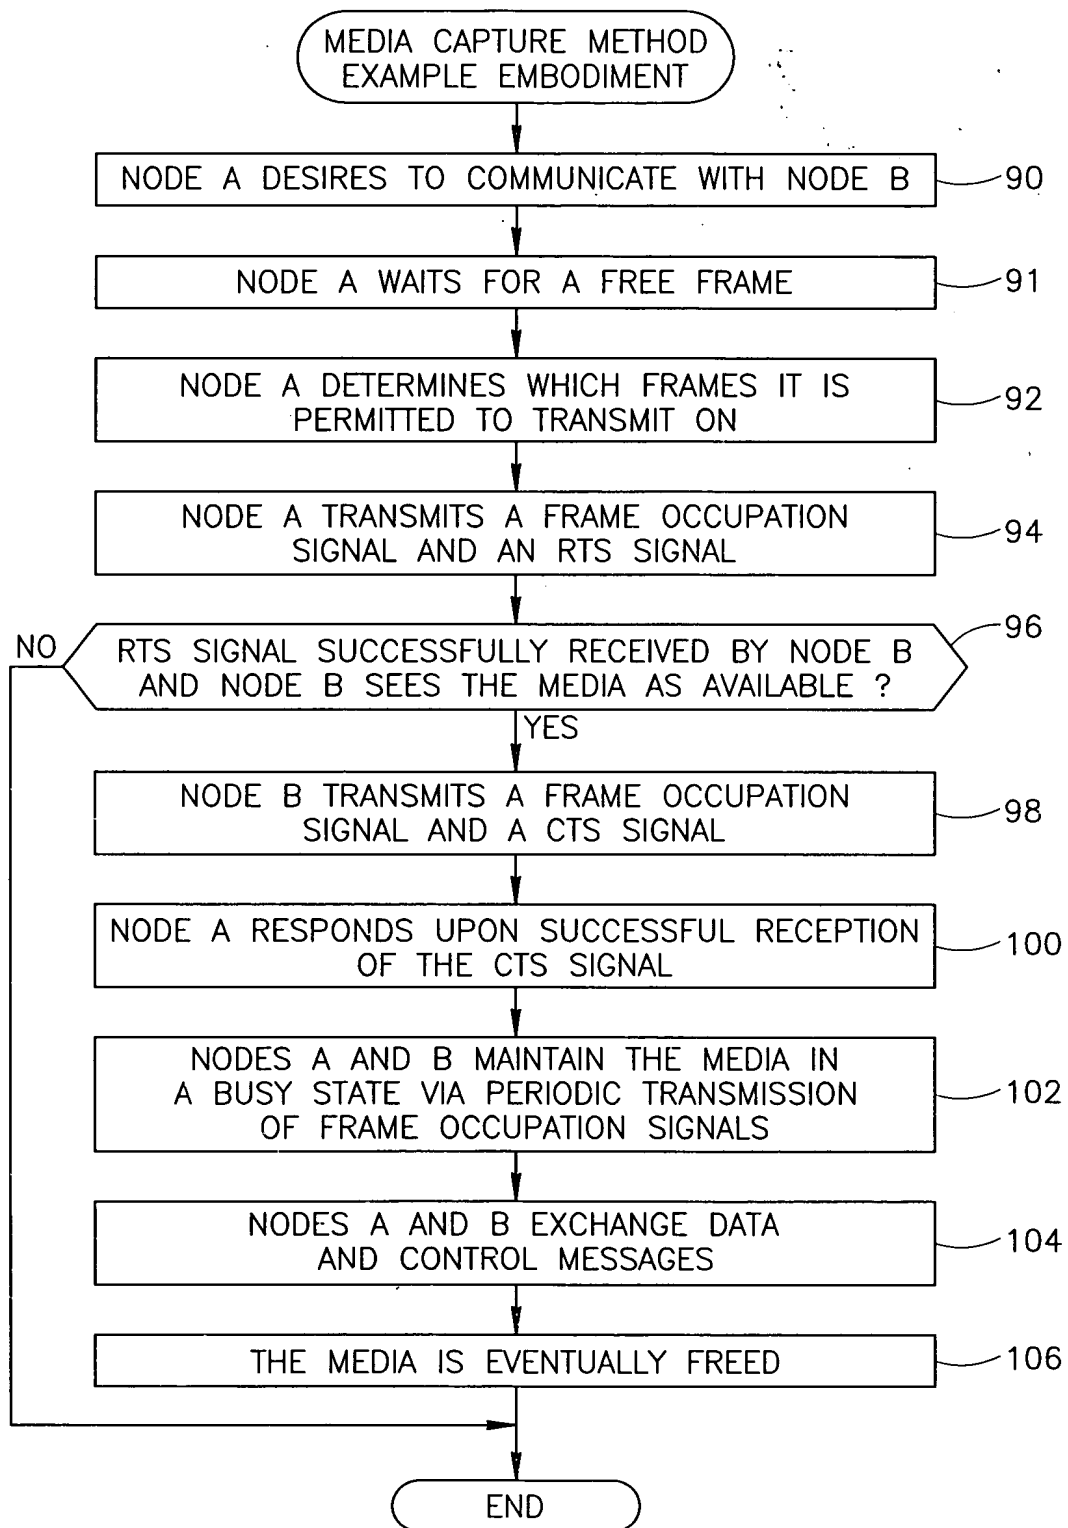 MEDIA CAPTURE METHOD
EXAMPLE EMBODIMENT
NODE A DESIRES TO COMMUNICATE WITH NODE B
90
NODE A WAITS FOR A FREE FRAME
91
NODE A DETERMINES WHICH FRAMES IT IS
PERMITTED TO TRANSMIT ON
92
NODE A TRANSMITS A FRAME OCCUPATION
SIGNAL AND AN RTS SIGNAL
94
NO
RTS SIGNAL SUCCESSFULLY RECEIVED BY NODE B
AND NODE B SEES THE MEDIA AS AVAILABLE ?
96
YES
NODE B TRANSMITS A FRAME OCCUPATION
SIGNAL AND A CTS SIGNAL
98
NODE A RESPONDS UPON SUCCESSFUL RECEPTION
OF THE CTS SIGNAL
100
NODES A AND B MAINTAIN THE MEDIA IN
A BUSY STATE VIA PERIODIC TRANSMISSION
OF FRAME OCCUPATION SIGNALS
102
NODES A AND B EXCHANGE DATA
AND CONTROL MESSAGES
104
THE MEDIA IS EVENTUALLY FREED
106
END